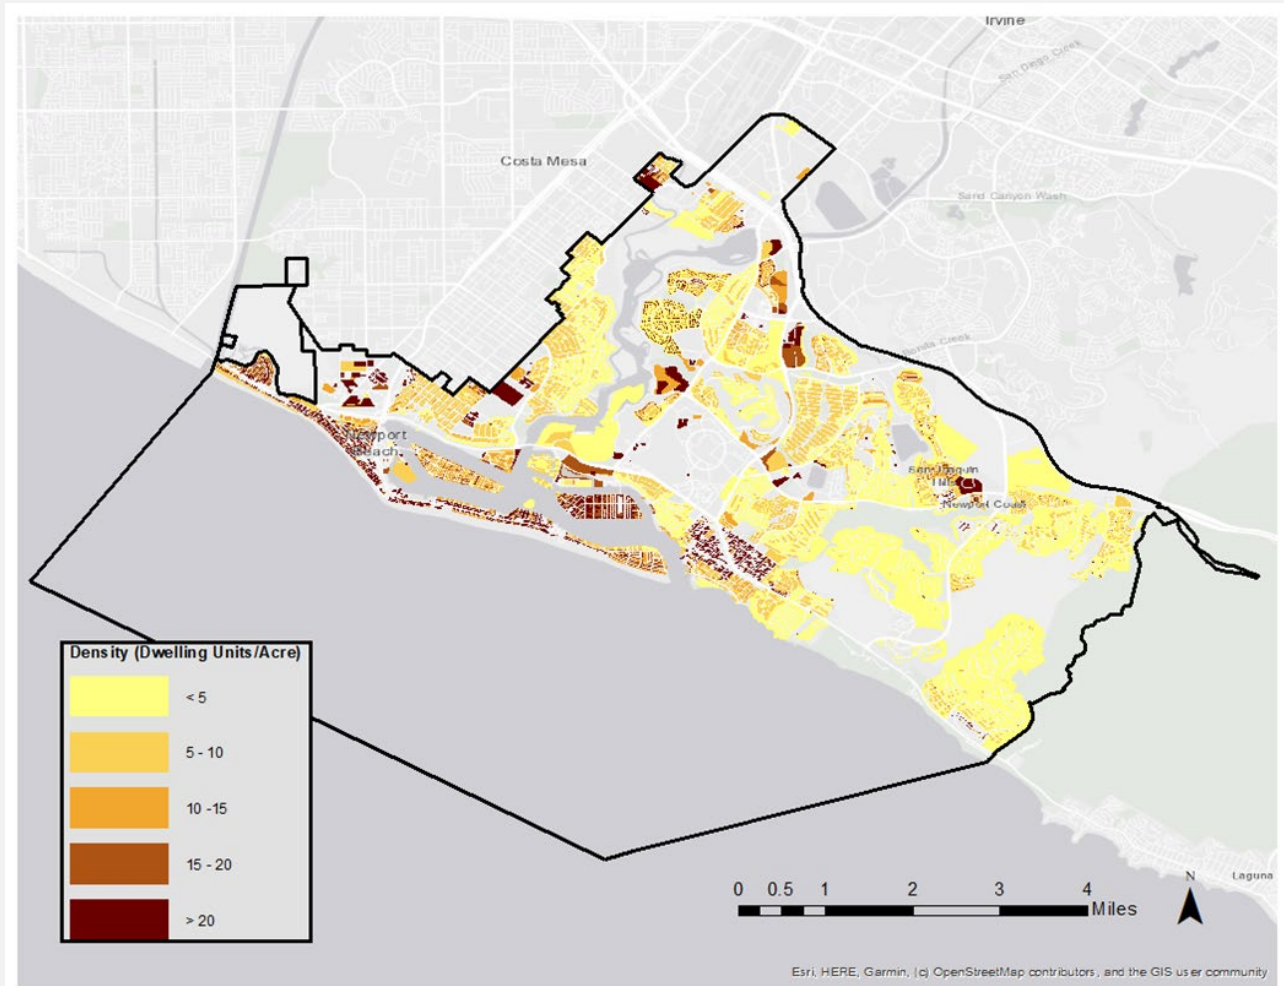 Irvine
San Diego Creek
Costa Mesa
Sand Canyon Wash
Bonita Creek
Newport
Beach
San Joaquin
Hills
Newport Coast
Density (Dwelling Units/Acre)
< 5
5 - 10
10 -15
15 - 20
> 20
0 0.5 1 2 3 4
Miles
N
Laguna
Esri, HERE, Garmin, (c) OpenStreetMap contributors, and the GIS user community